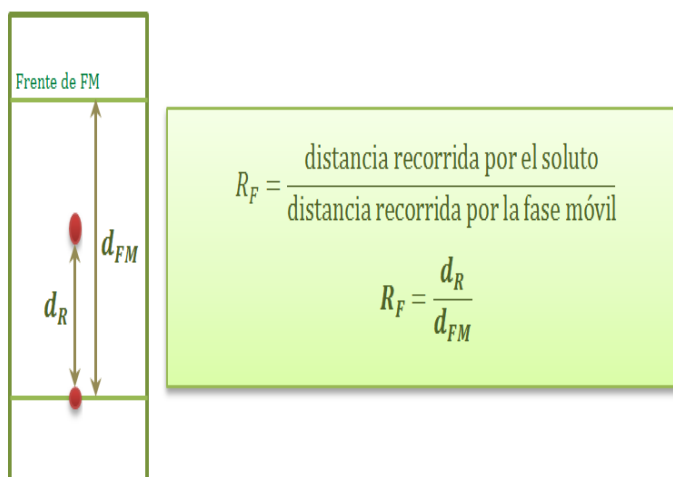 Frente de FM
d_FM
d_R
R_F = distancia recorrida por el soluto / distancia recorrida por la fase móvil
R_F = d_R / d_FM